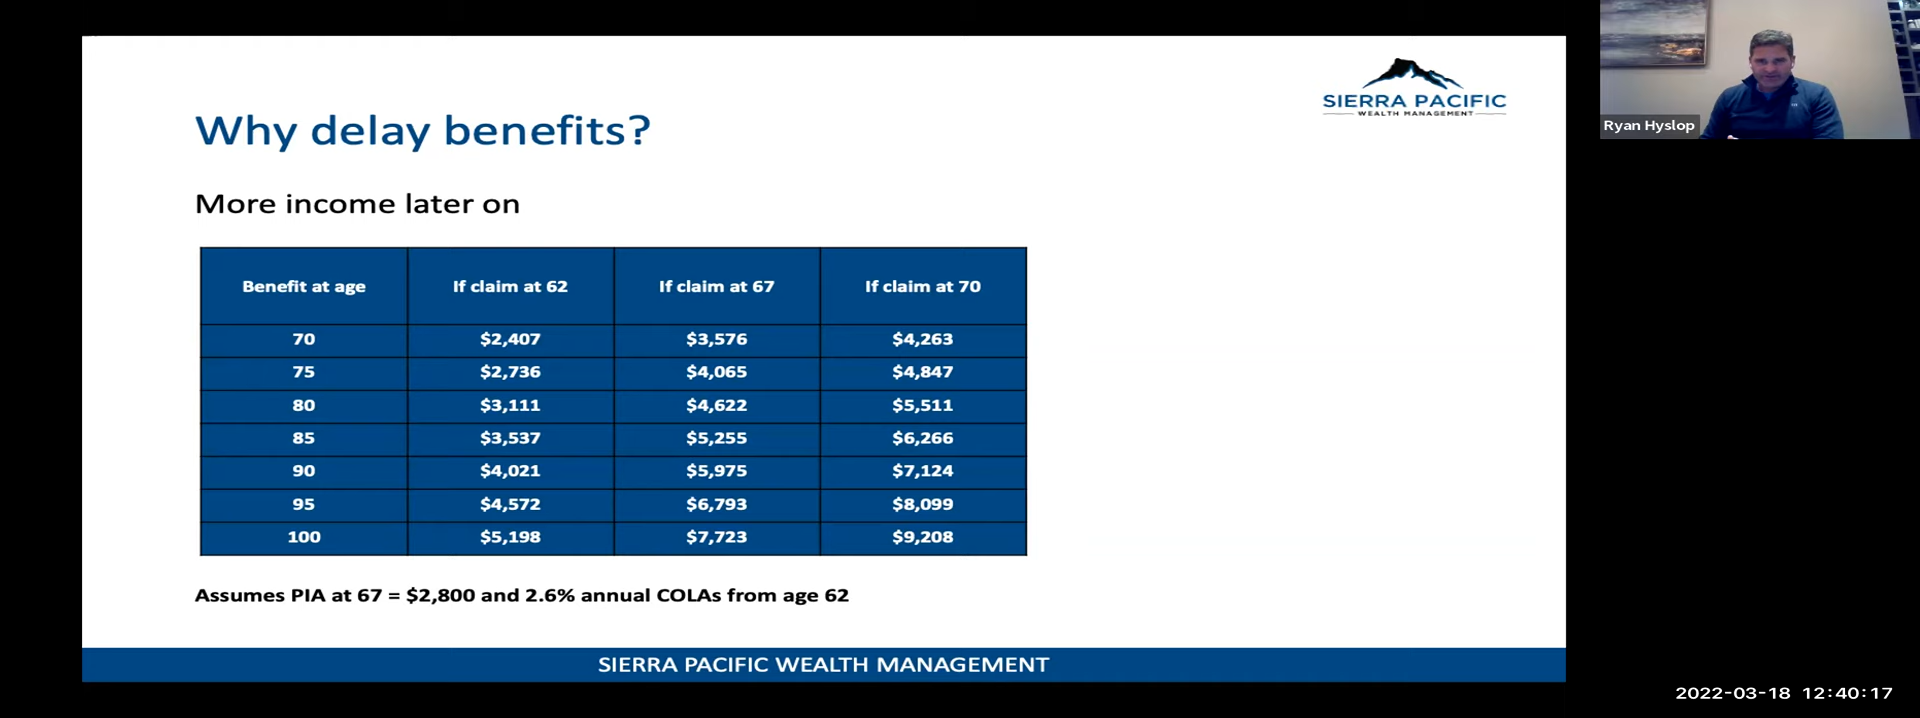 SIERRA PACIFIC
WEALTH MANAGEMENT
Ryan Hyslop
Why delay benefits?
More income later on
Benefit at age If claim at 62 If claim at 67 If claim at 70
70 $2,407 $3,576 $4,263
75 $2,736 $4,065 $4,847
80 $3,111 $4,622 $5,511
85 $3,537 $5,255 $6,266
90 $4,021 $5,975 $7,124
95 $4,572 $6,793 $8,099
100 $5,198 $7,723 $9,208
Assumes PIA at 67 = $2,800 and 2.6% annual COLAs from age 62
SIERRA PACIFIC WEALTH MANAGEMENT
2022-03-18 12:40:17